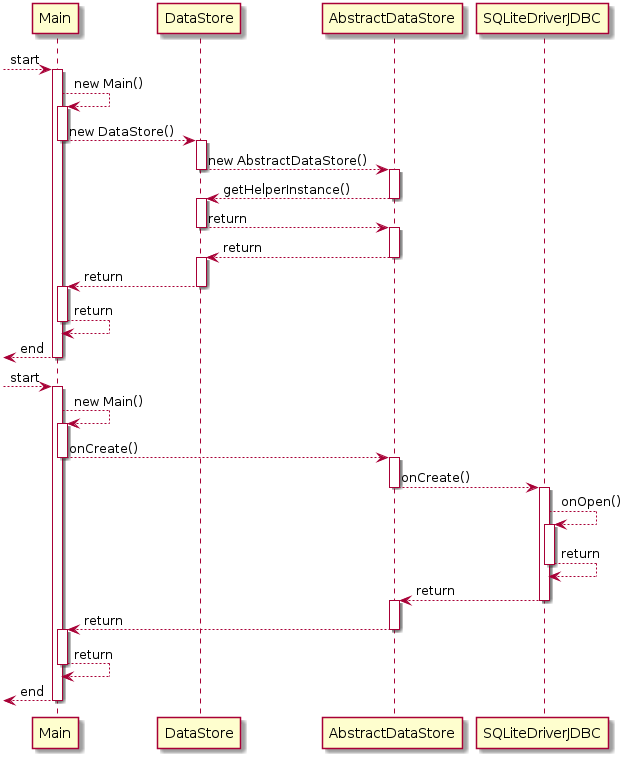 Main
DataStore
AbstractDataStore
SQLiteDriverJDBC
start
new Main()
new DataStore()
new AbstractDataStore()
getHelperInstance()
return
return
return
return
end
start
new Main()
onCreate()
onCreate()
onOpen()
return
return
return
return
end
Main
DataStore
AbstractDataStore
SQLiteDriverJDBC